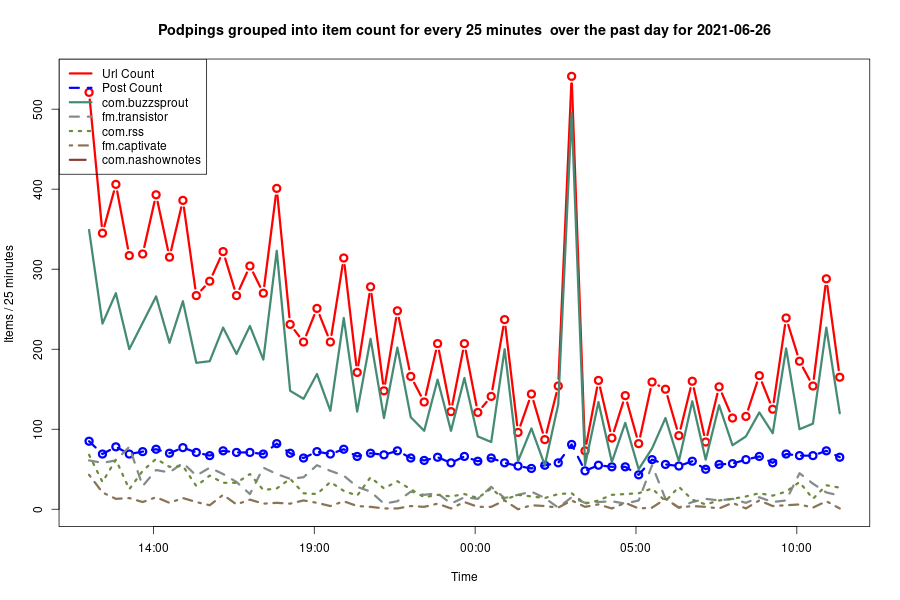 Podpings grouped into item count for every 25 minutes  over the past day for 2021-06-26
Url Count
Post Count
com.buzzsprout
fm.transistor
com.rss
fm.captivate
com.nashownotes
Items / 25 minutes
500
400
300
200
100
0
14:00
19:00
00:00
05:00
10:00
Time